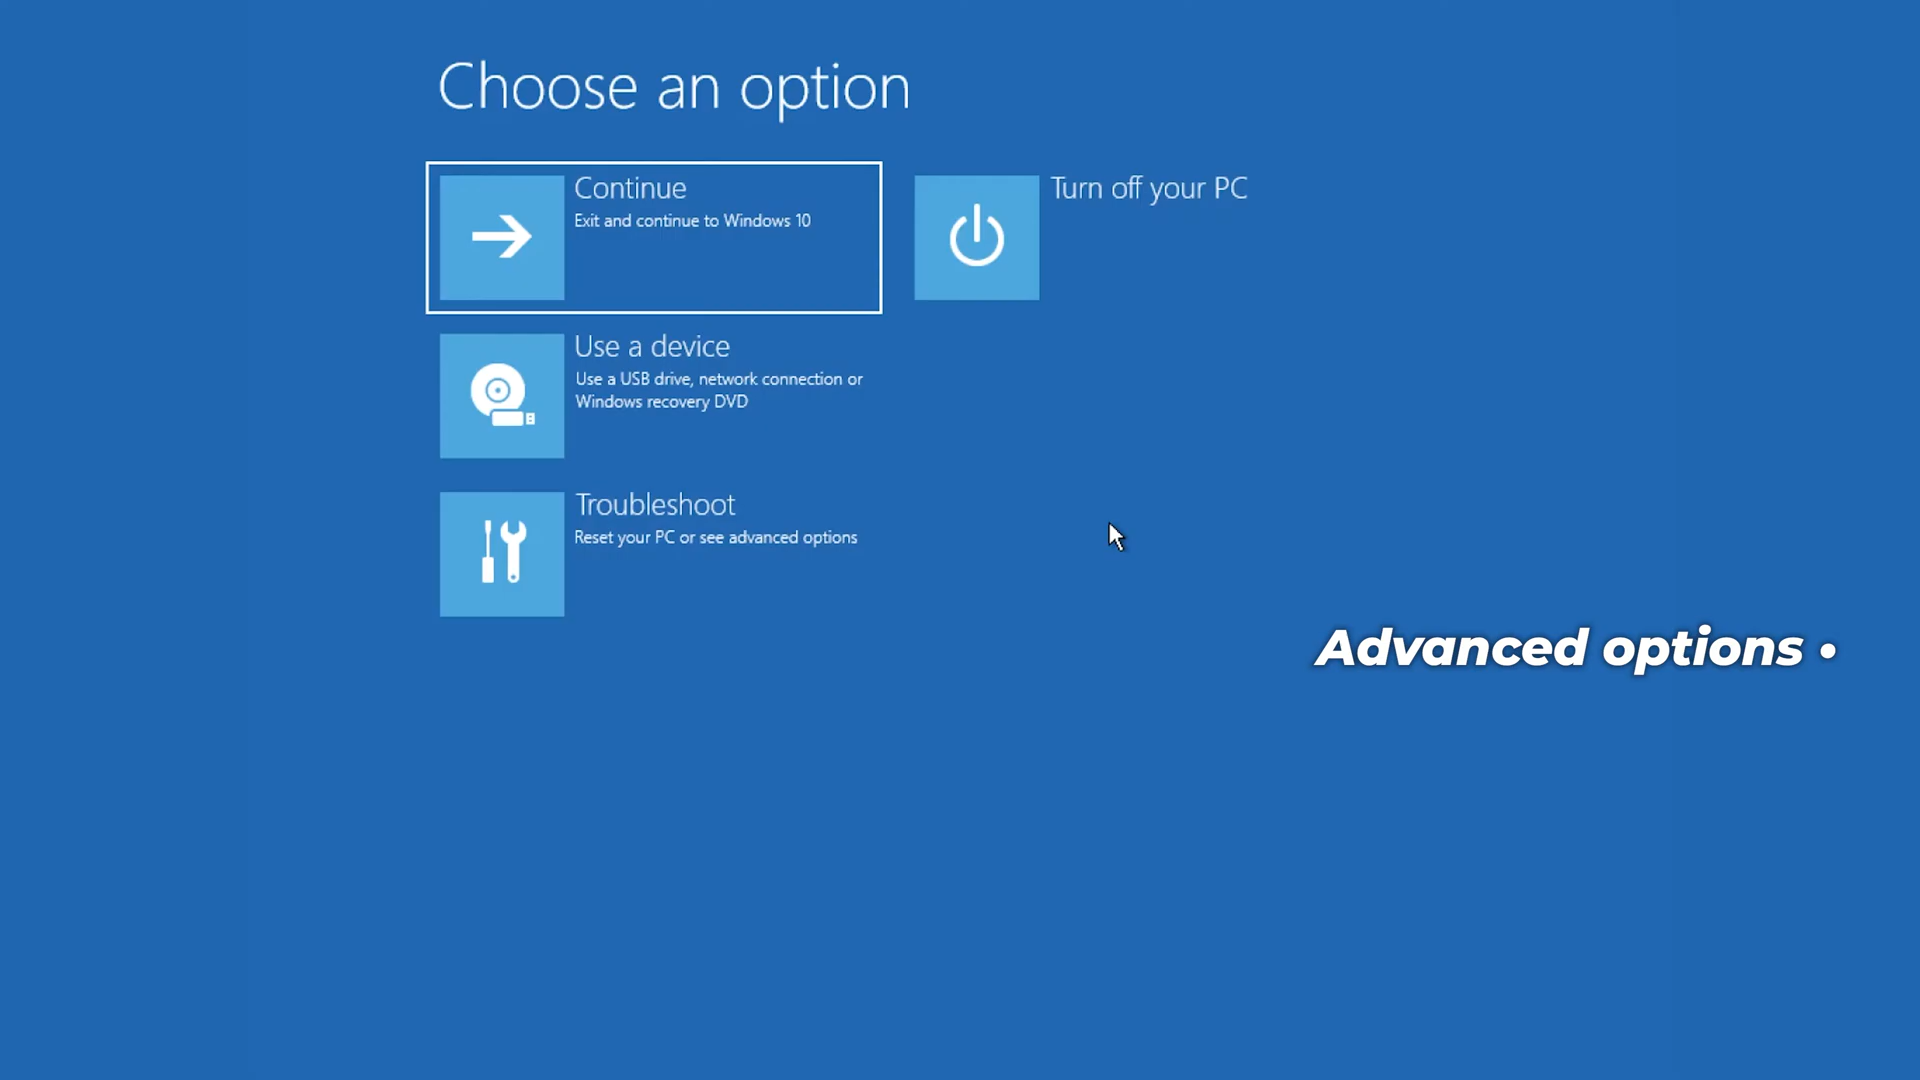 Choose an option
Continue
Exit and continue to Windows 10
Turn off your PC
Use a device
Use a USB drive, network connection or
Windows recovery DVD
Troubleshoot
Reset your PC or see advanced options
Advanced options •